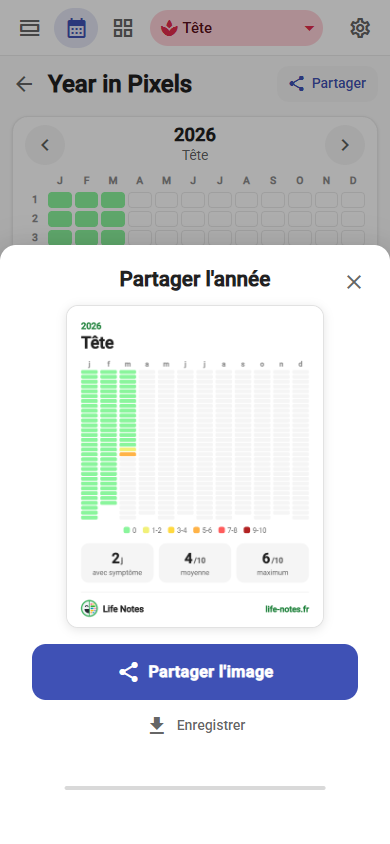 Tête
Year in Pixels
Partager
2026
Tête
J F M A M J J A S O N D
1
2
3
Partager l'année
2026
Tête
j f m a m j j a s o n d
0 1-2 3-4 5-6 7-8 9-10
2 j 4 /10 6 /10
avec symptôme moyenne maximum
Life Notes life-notes.fr
Partager l'image
Enregistrer